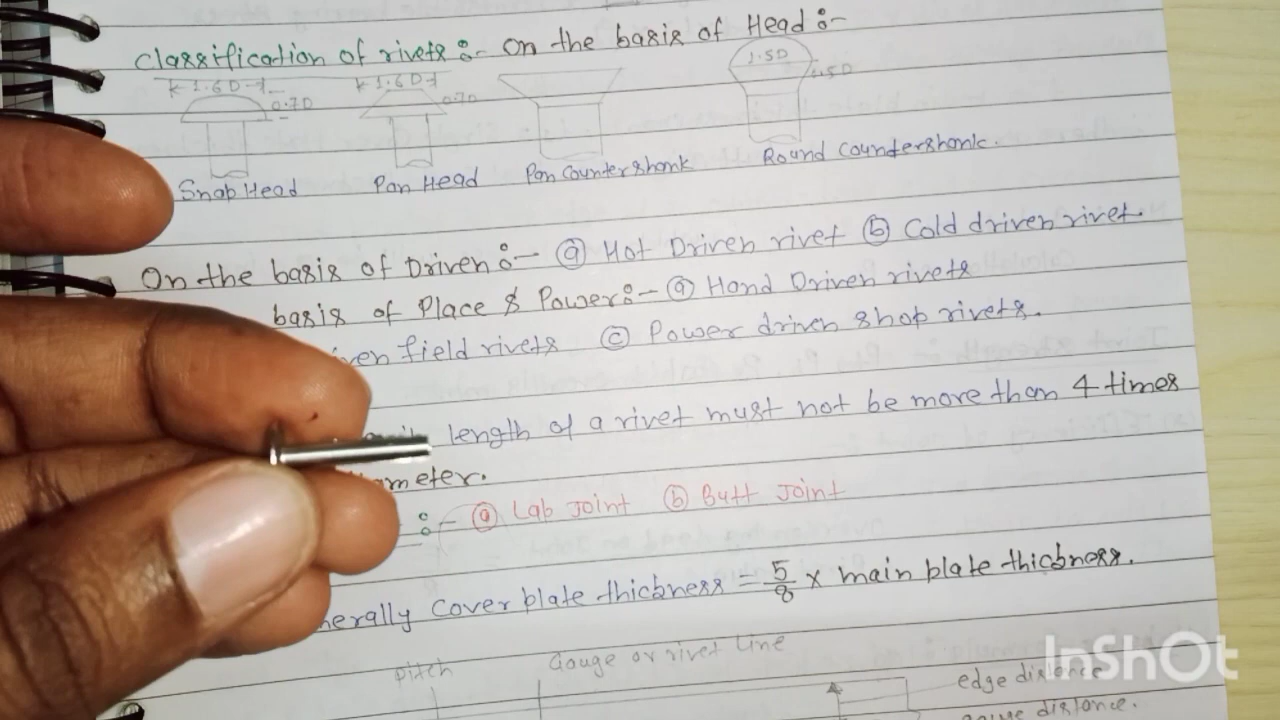 Classification of rivets :- On the basis of Head :-
1.6D 1.6D 1.5D
0.7D 0.7D .5D
Snap Head Pan Head Pan Countershank Round Countershank.
On the basis of Driven :- (a) Hot Driven rivet (b) Cold driven rivet.
basis of Place & Power :- (a) Hand Driven rivets
field rivets (c) Power driven shop rivets.
length of a rivet must not be more than 4 times
:- (a) Lab Joint (b) Butt Joint
Cover plate thickness = 5/8 x main plate thickness.
pitch Gauge or rivet Line
edge distance
distance.
InShOt